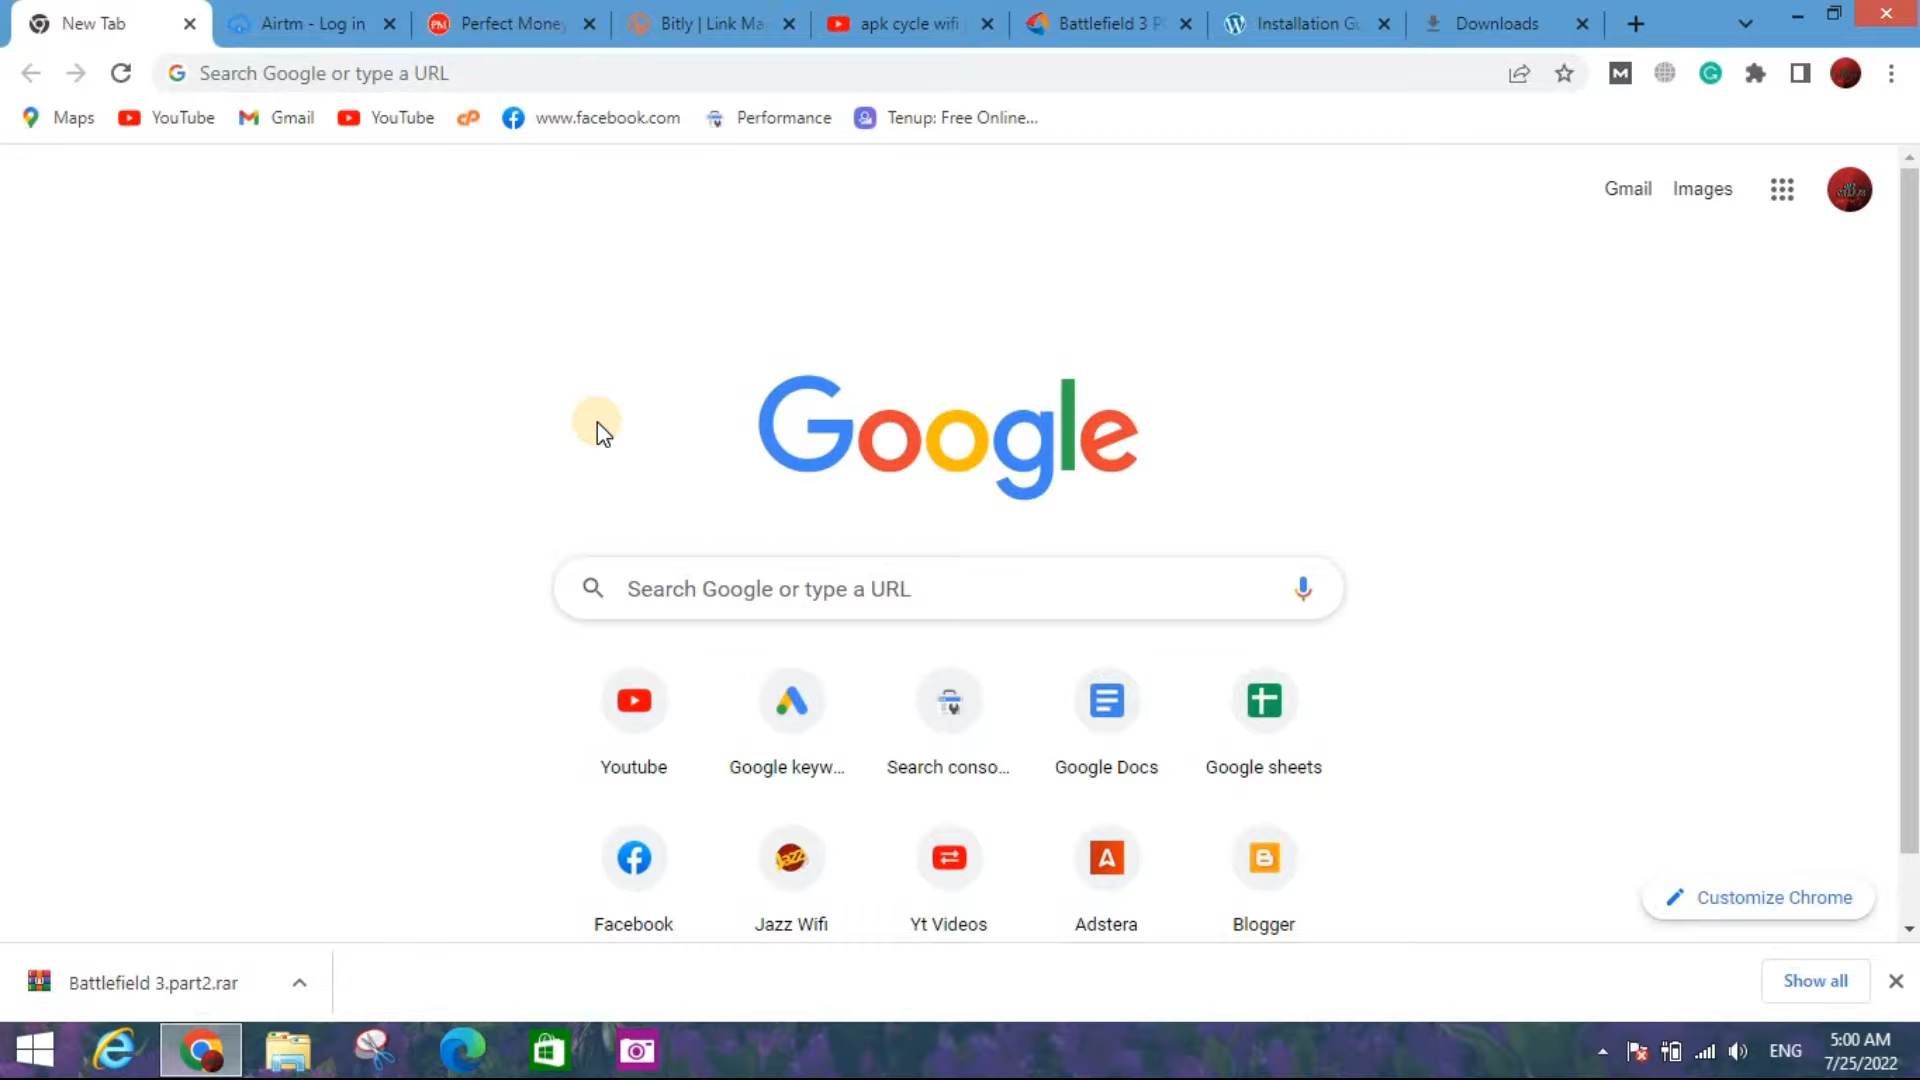 New Tab
Airtm - Log in
Perfect Money
Bitly | Link Ma
apk cycle wifi
Battlefield 3 P
Installation Gu
Downloads
Search Google or type a URL
Maps
YouTube
Gmail
YouTube
www.facebook.com
Performance
Tenup: Free Online...
Gmail
Images
Google
Search Google or type a URL
Youtube
Google keyw...
Search conso...
Google Docs
Google sheets
Facebook
Jazz Wifi
Yt Videos
Adstera
Blogger
Customize Chrome
Battlefield 3.part2.rar
Show all
ENG
5:00 AM
7/25/2022